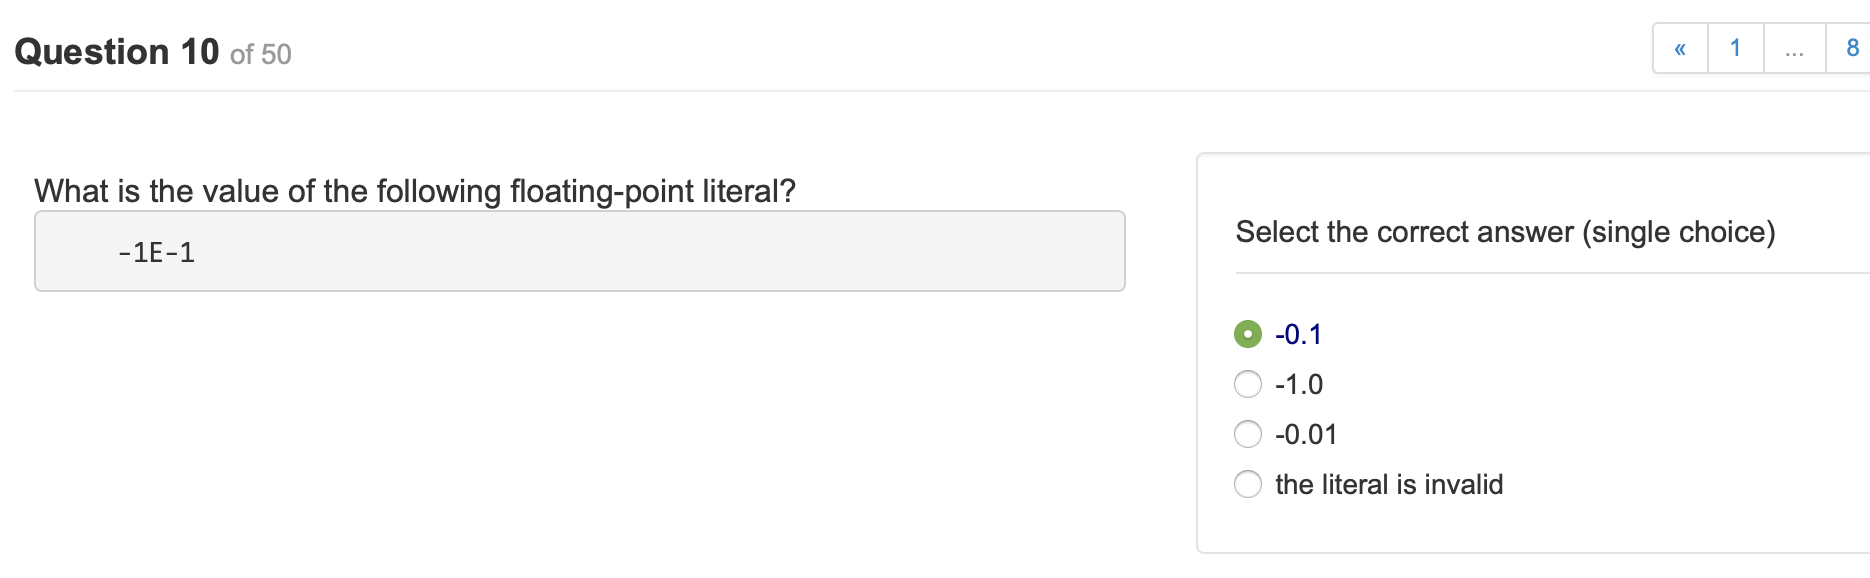 Question 10 of 50
« 1 ... 8
What is the value of the following floating-point literal?
-1E-1
Select the correct answer (single choice)
-0.1
-1.0
-0.01
the literal is invalid